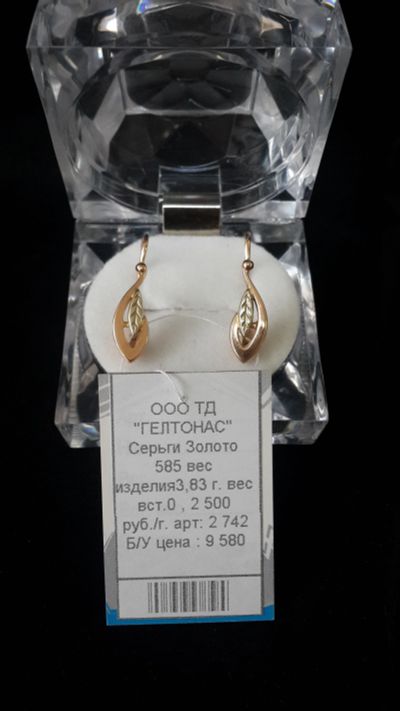 ООО ТД
"ГЕЛТОНАС"
Серьги Золото
585 вес
изделия3,83 г. вес
вст.0 , 2 500
руб./г. арт: 2 742
Б/У цена : 9 580